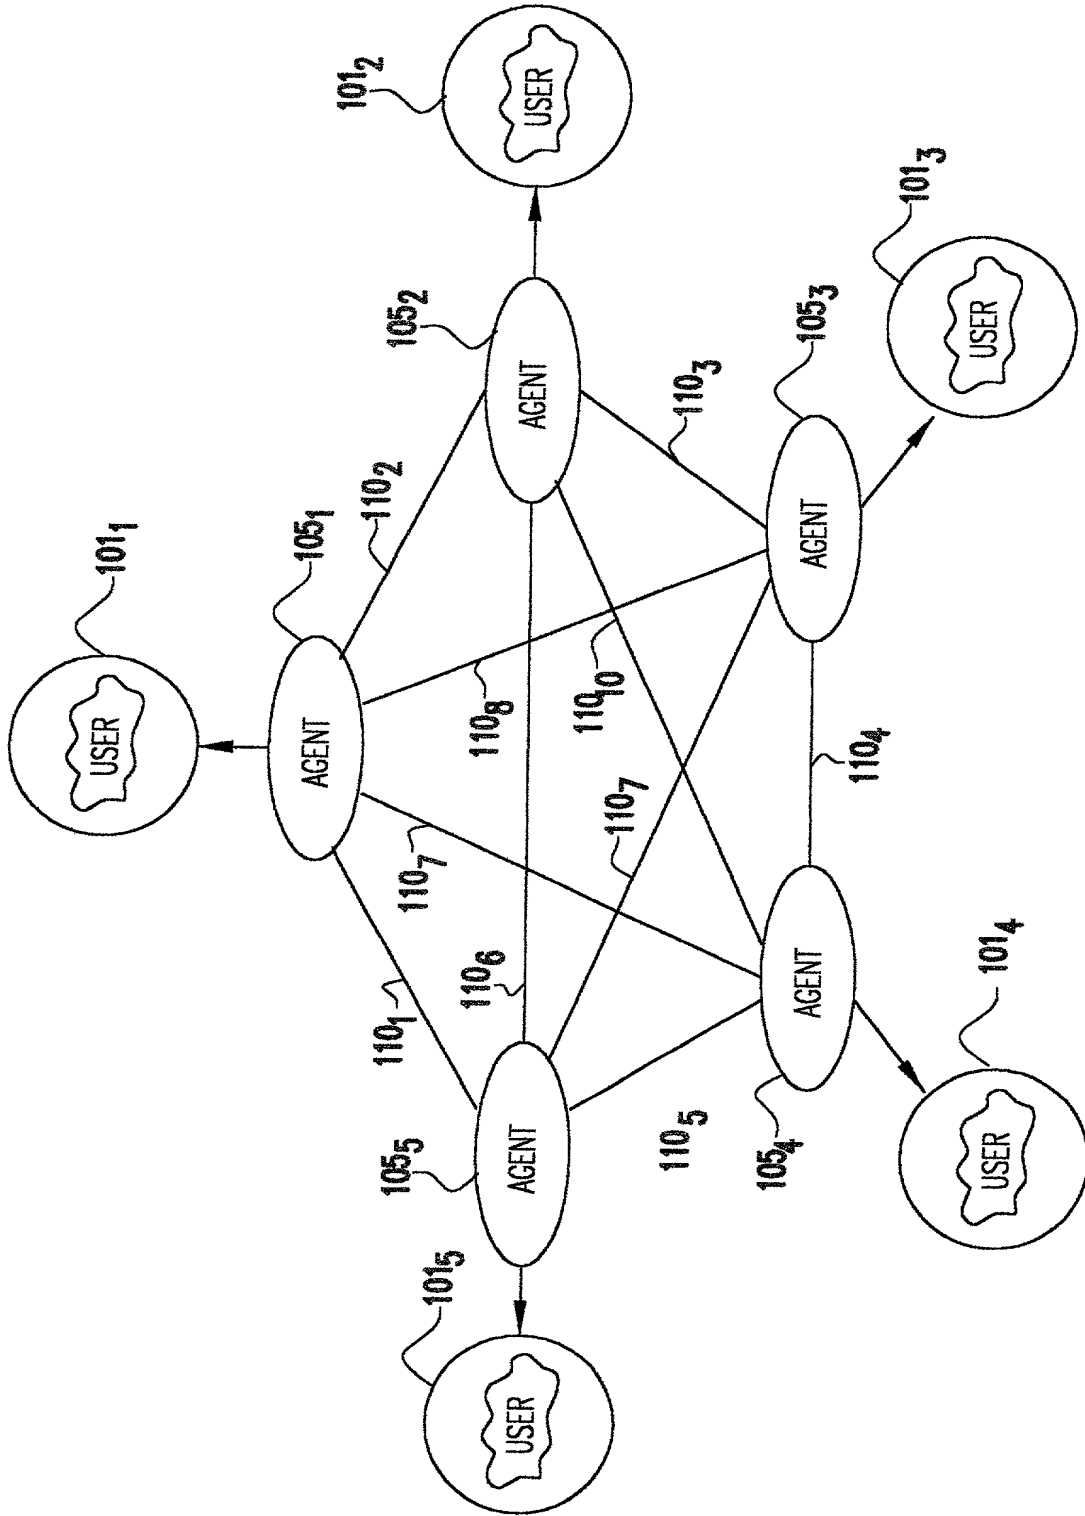 101₁
USER
105₁
AGENT
101₂
110₂
110₁
105₅
105₂
110₇
101₅
110₆
110₈
USER
AGENT
AGENT
USER
110₁₀
110₇
110₅
110₃
105₄
AGENT
AGENT
105₃
110₄
101₃
101₄
USER
USER